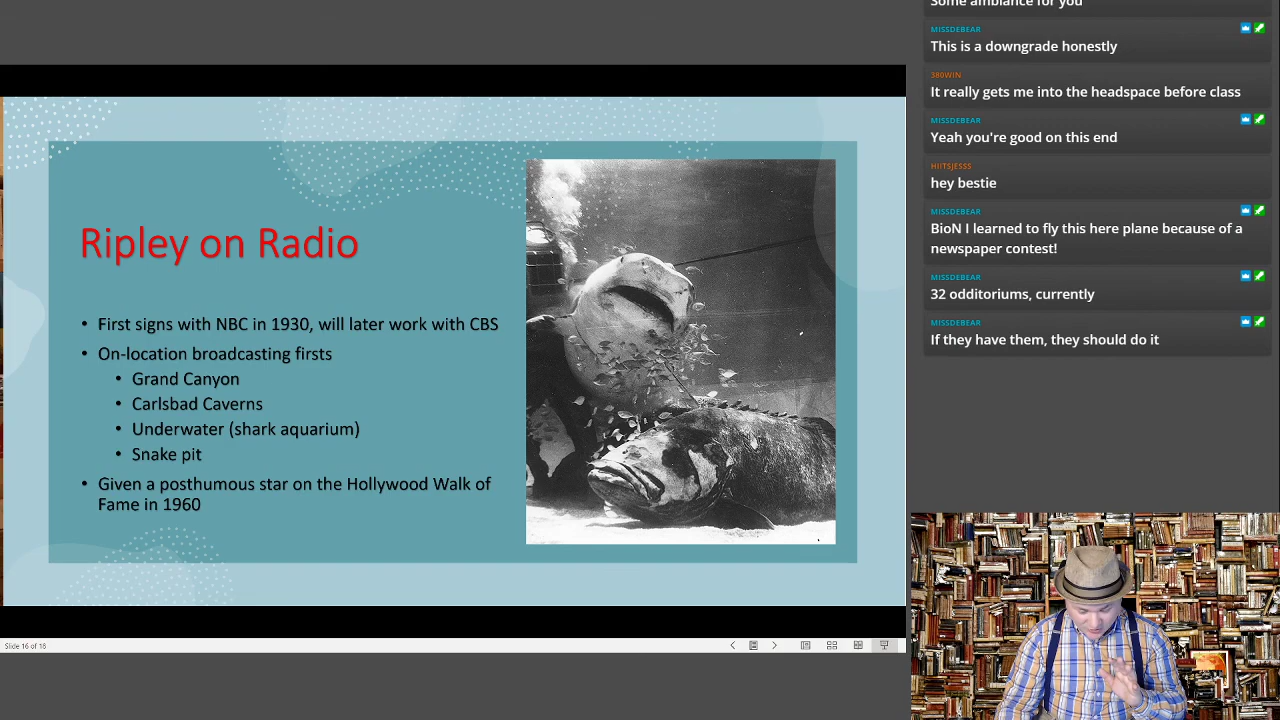 Ripley on Radio
• First signs with NBC in 1930, will later work with CBS
• On-location broadcasting firsts
• Grand Canyon
• Carlsbad Caverns
• Underwater (shark aquarium)
• Snake pit
• Given a posthumous star on the Hollywood Walk of
Fame in 1960
Slide 16 of 18
Some ambiance for you
MISSDEBEAR
This is a downgrade honestly
380WIN
It really gets me into the headspace before class
MISSDEBEAR
Yeah you're good on this end
HIITSJESSS
hey bestie
MISSDEBEAR
BioN I learned to fly this here plane because of a
newspaper contest!
MISSDEBEAR
32 odditoriums, currently
MISSDEBEAR
If they have them, they should do it